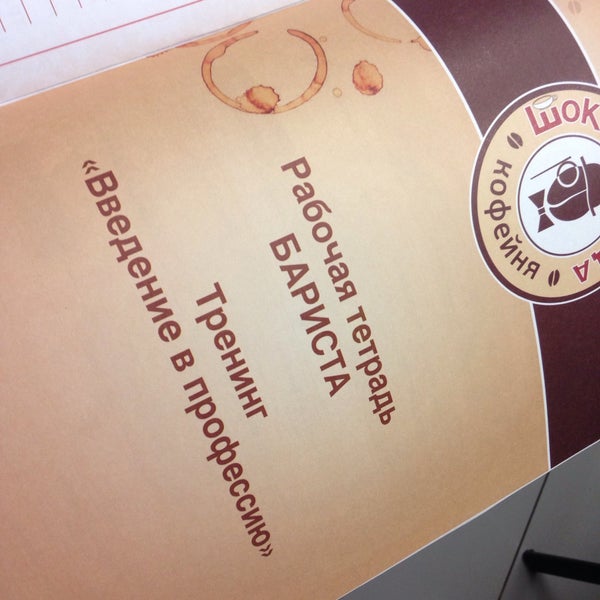 кофейня
Рабочая тетрадь
БАРИСТА
Тренинг
«Введение в профессию»